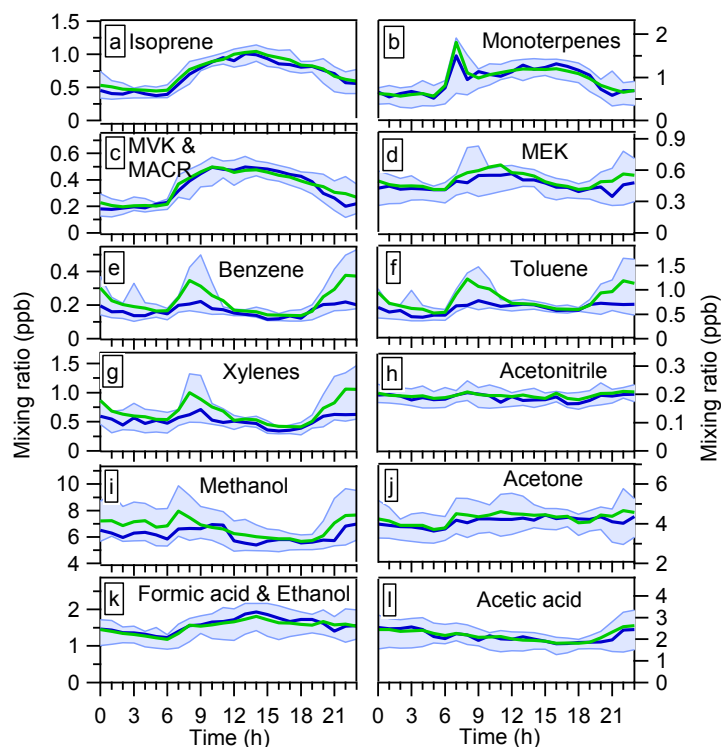 a Isoprene
1.5
1.0
0.5
0.0
b Monoterpenes
2
1
0
c MVK &
MACR
0.6
0.4
0.2
0.0
d MEK
0.9
0.6
0.3
0.0
e Benzene
0.4
0.2
0.0
f Toluene
1.5
1.0
0.5
0.0
g Xylenes
1.5
1.0
0.5
0.0
h Acetonitrile
0.3
0.2
0.1
0.0
i Methanol
10
8
6
4
j Acetone
6
4
2
k Formic acid & Ethanol
2
1
0
l Acetic acid
4
3
2
1
0
0 3 6 9 12 15 18 21
0 3 6 9 12 15 18 21
Time (h)
Time (h)
Mixing ratio (ppb)
Mixing ratio (ppb)